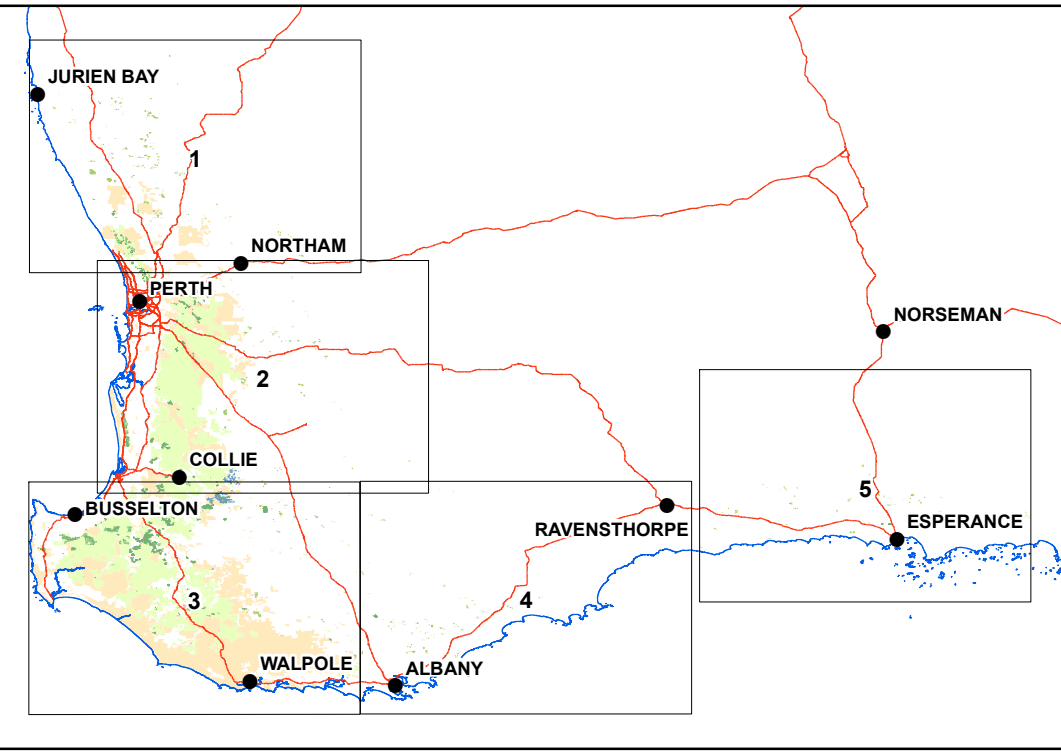 JURIEN BAY
1
NORTHAM
PERTH
NORSEMAN
2
COLLIE
5
BUSSELTON
ESPERANCE
RAVENSTHORPE
3
4
WALPOLE
ALBANY